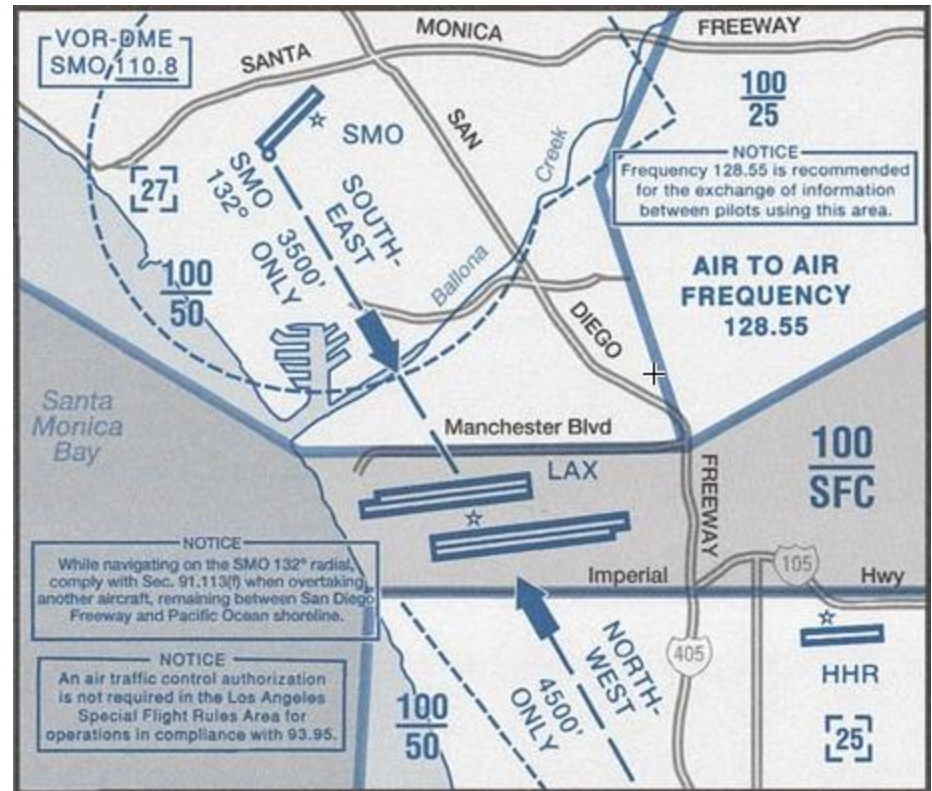 VOR-DME
SMO 110.8
SANTA
MONICA
FREEWAY
100
25
SMO
SAN
Creek
NOTICE
Frequency 128.55 is recommended
for the exchange of information
between pilots using this area.
27
SMO
132°
SOUTH-
EAST
3500'
ONLY
100
50
Ballona
AIR TO AIR
FREQUENCY
128.55
DIEGO
Santa
Monica
Bay
Manchester Blvd
LAX
100
SFC
FREEWAY
NOTICE
While navigating on the SMO 132° radial,
comply with Sec. 91.113(f) when overtaking
another aircraft, remaining between San Diego
Freeway and Pacific Ocean shoreline.
Imperial
105
Hwy
NOTICE
An air traffic control authorization
is not required in the Los Angeles
Special Flight Rules Area for
operations in compliance with 93.95.
NORTH-
WEST
4500'
ONLY
405
100
50
HHR
25